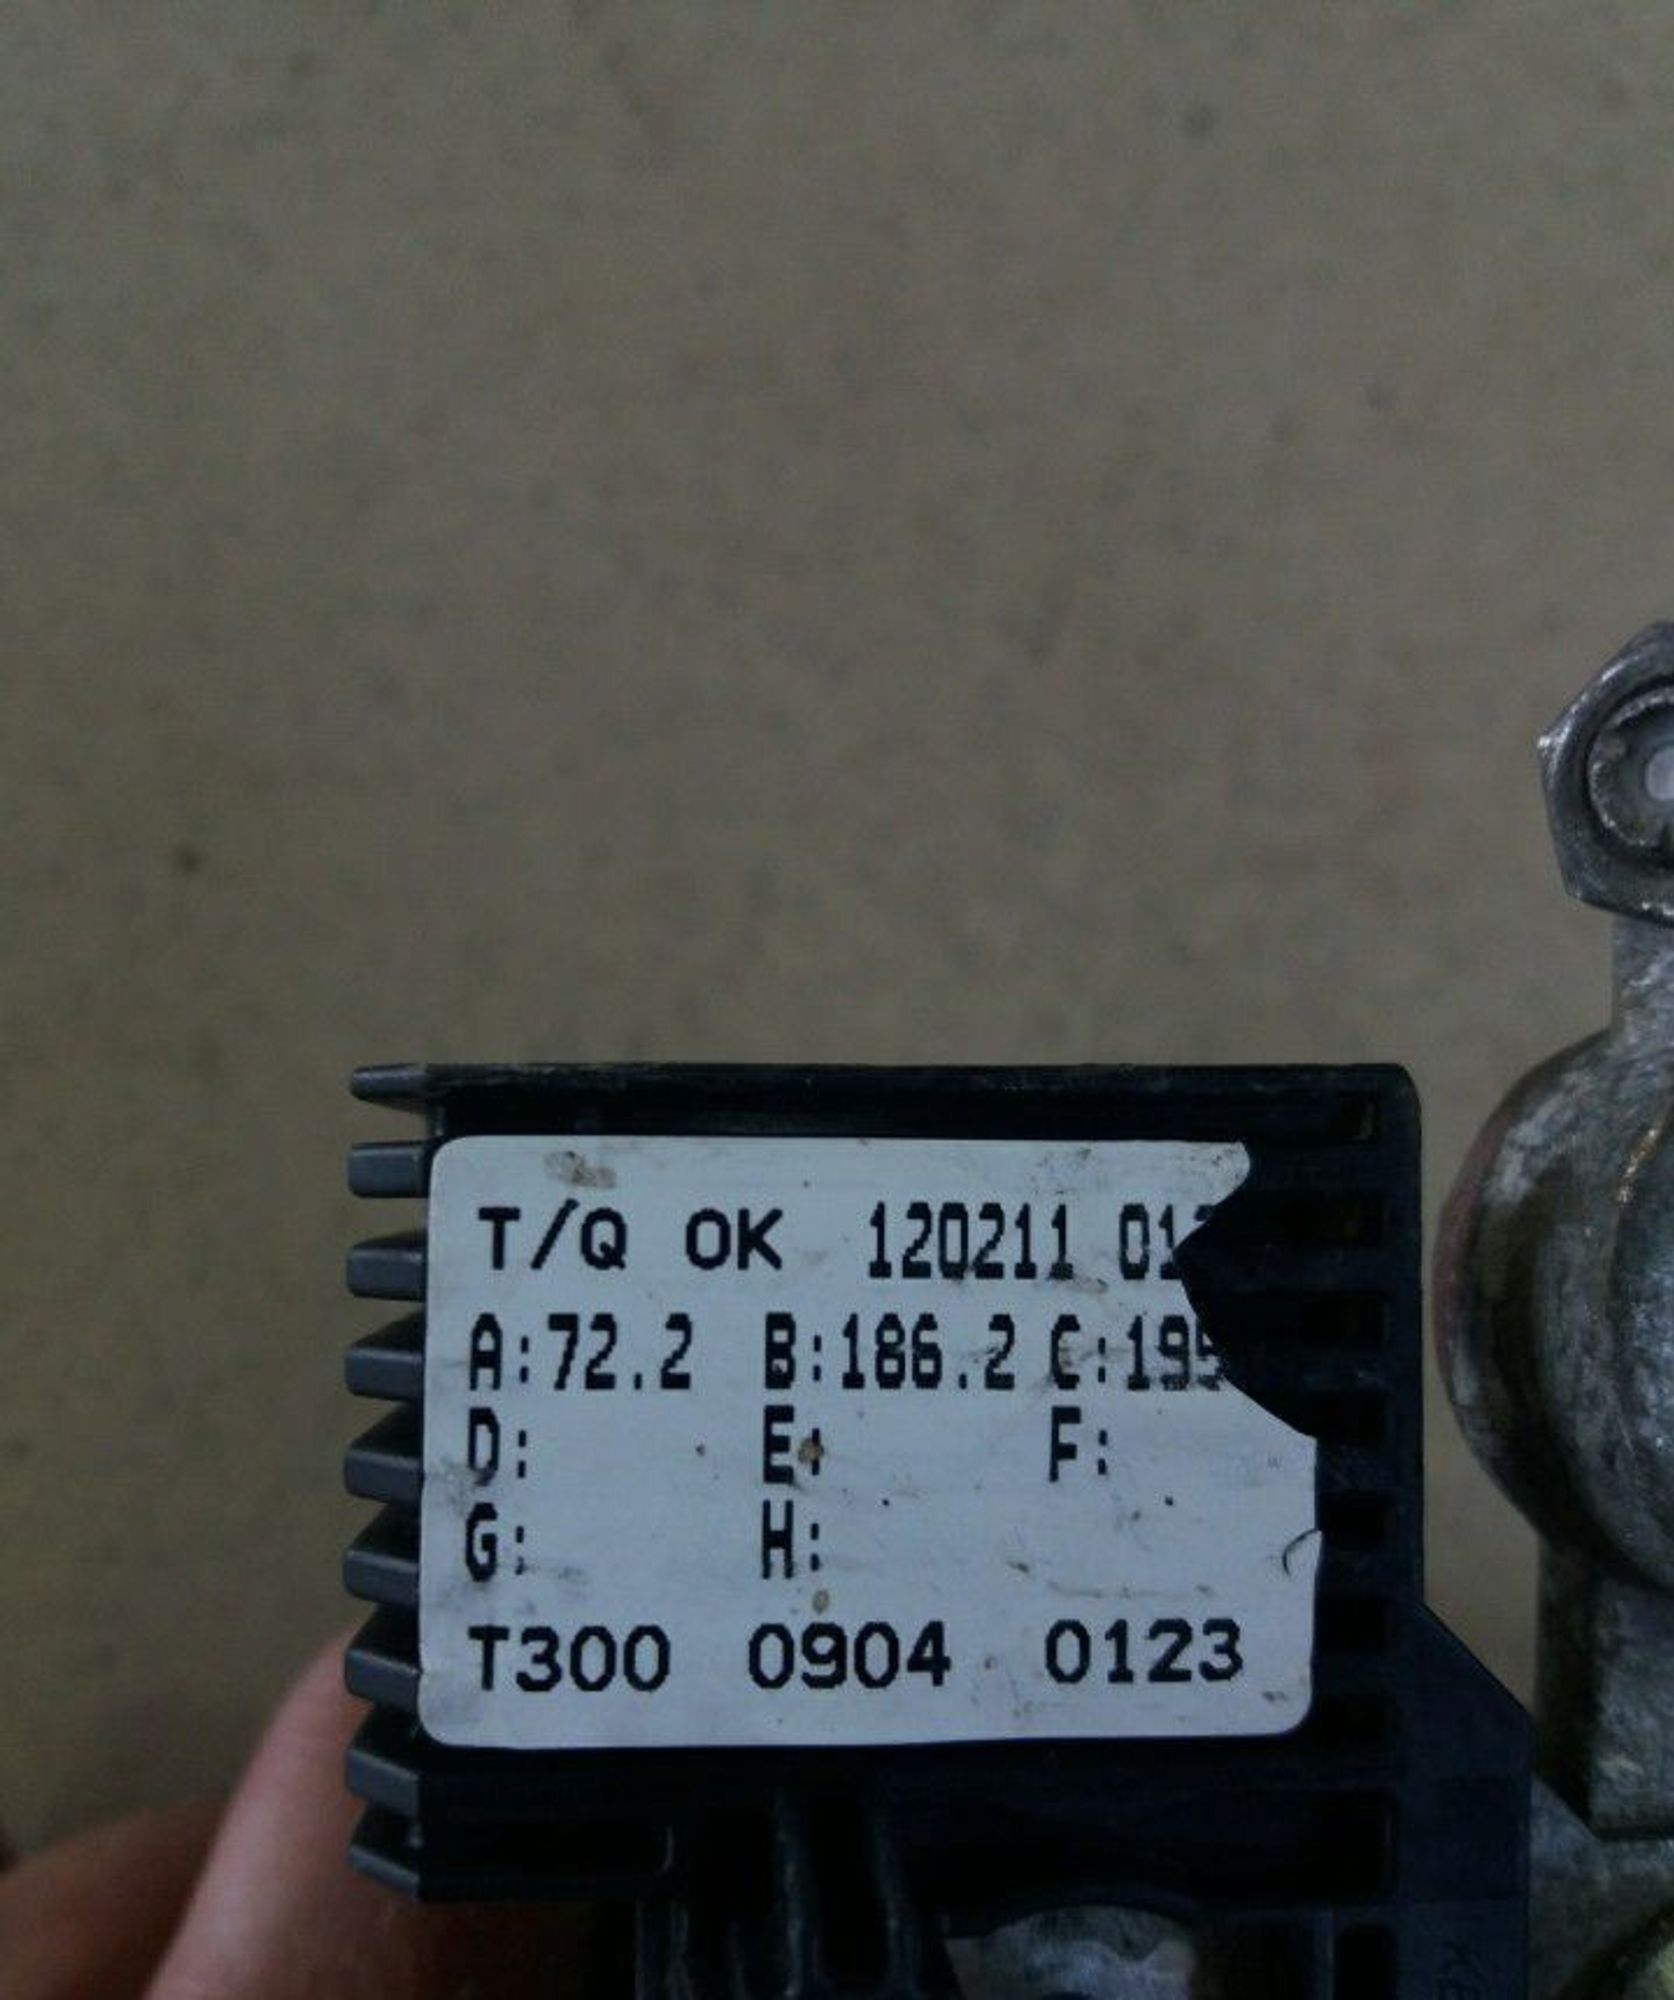 T/Q OK 120211
A:72.2 B:186.2 C:
D: E: F:
G: H:
T300 0904 0123